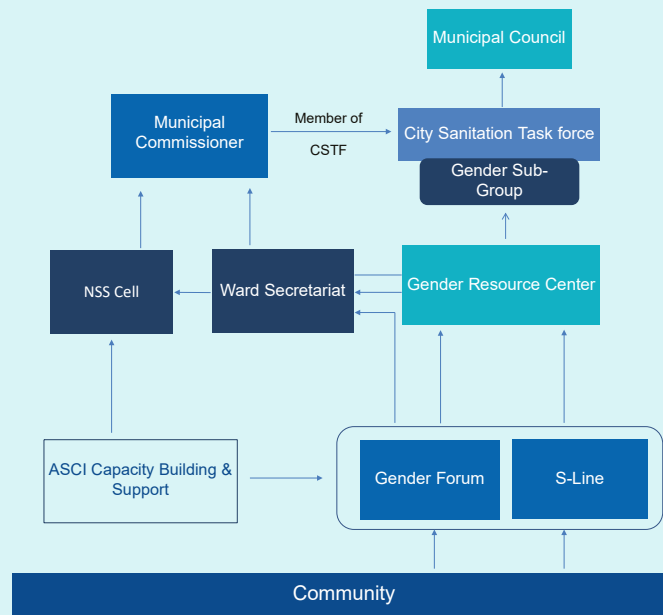 Municipal Council
Municipal
Commissioner
Member of
CSTF
City Sanitation Task force
Gender Sub-
Group
NSS Cell
Ward Secretariat
Gender Resource Center
ASCI Capacity Building &
Support
Gender Forum
S-Line
Community